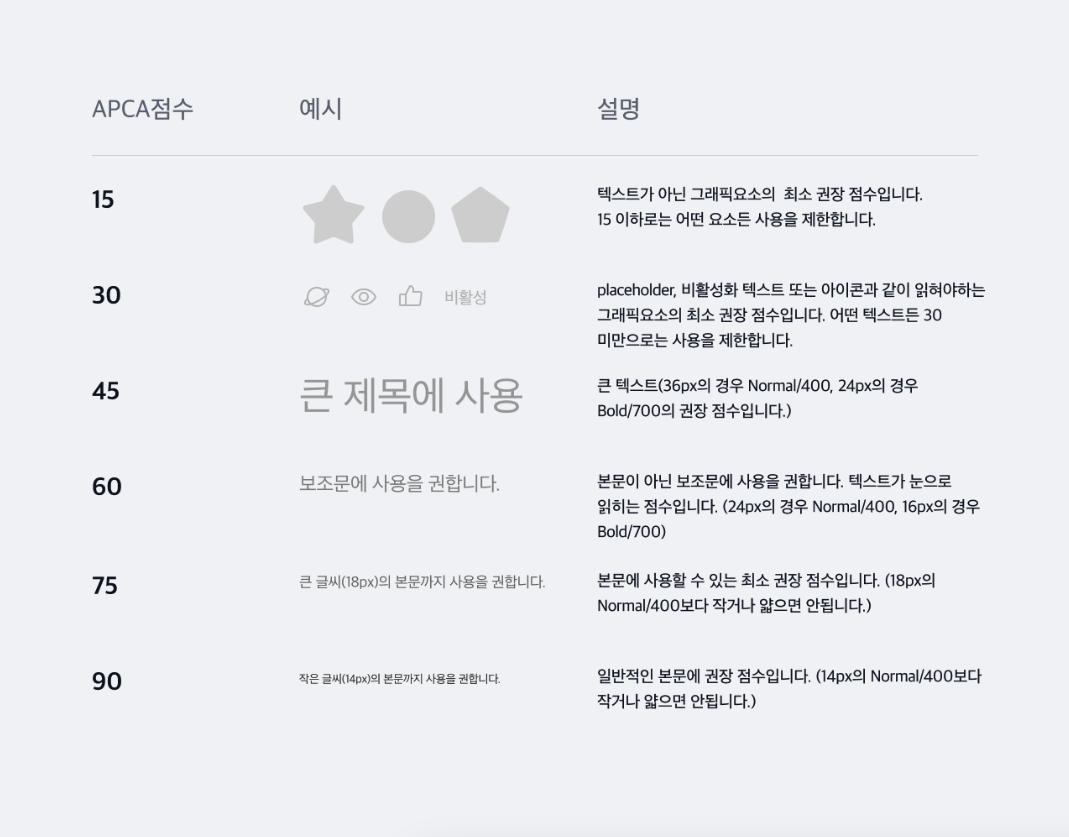 APCA점수 예시 설명
15
텍스트가 아닌 그래픽요소의 최소 권장 점수입니다.
15 이하로는 어떤 요소든 사용을 제한합니다.
30
비활성
placeholder, 비활성화 텍스트 또는 아이콘과 같이 읽혀야하는
그래픽요소의 최소 권장 점수입니다. 어떤 텍스트든 30
미만으로는 사용을 제한합니다.
45
큰 제목에 사용
큰 텍스트(36px의 경우 Normal/400, 24px의 경우
Bold/700의 권장 점수입니다.)
60
보조문에 사용을 권합니다.
본문이 아닌 보조문에 사용을 권합니다. 텍스트가 눈으로
읽히는 점수입니다. (24px의 경우 Normal/400, 16px의 경우
Bold/700)
75
큰 글씨(18px)의 본문까지 사용을 권합니다.
본문에 사용할 수 있는 최소 권장 점수입니다. (18px의
Normal/400보다 작거나 얇으면 안됩니다.)
90
작은 글씨(14px)의 본문까지 사용을 권합니다.
일반적인 본문에 권장 점수입니다. (14px의 Normal/400보다
작거나 얇으면 안됩니다.)